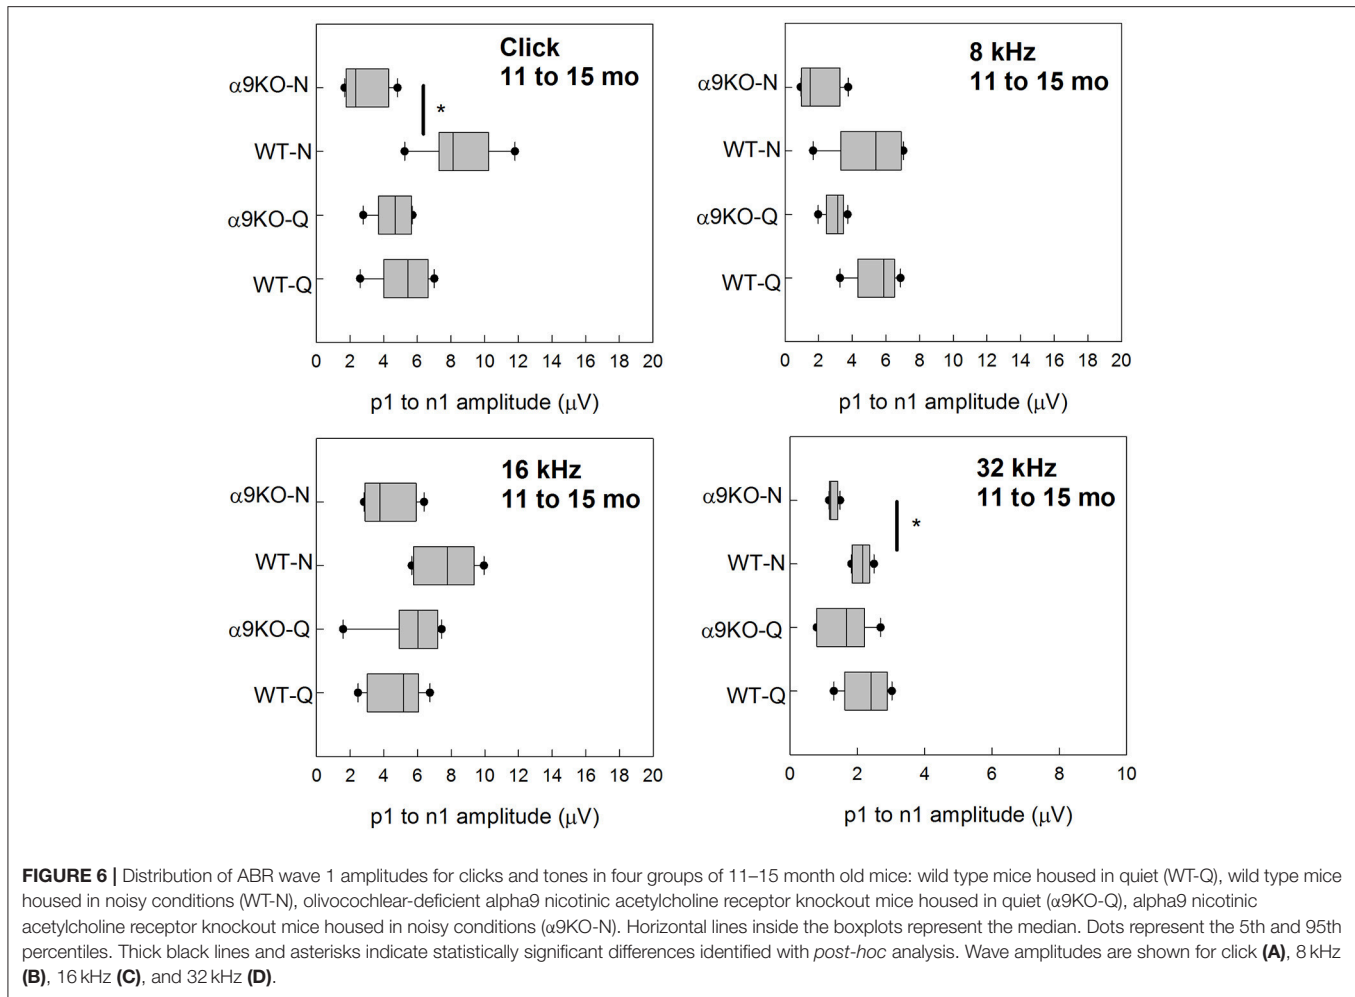 Click
11 to 15 mo
α9KO-N
*
WT-N
α9KO-Q
WT-Q
0 2 4 6 8 10 12 14 16 18 20
p1 to n1 amplitude (μV)
8 kHz
11 to 15 mo
α9KO-N
WT-N
α9KO-Q
WT-Q
0 2 4 6 8 10 12 14 16 18 20
p1 to n1 amplitude (μV)
16 kHz
11 to 15 mo
α9KO-N
WT-N
α9KO-Q
WT-Q
0 2 4 6 8 10 12 14 16 18 20
p1 to n1 amplitude (μV)
32 kHz
11 to 15 mo
α9KO-N
*
WT-N
α9KO-Q
WT-Q
0 2 4 6 8 10
p1 to n1 amplitude (μV)
FIGURE 6 | Distribution of ABR wave 1 amplitudes for clicks and tones in four groups of 11–15 month old mice: wild type mice housed in quiet (WT-Q), wild type mice
housed in noisy conditions (WT-N), olivocochlear-deficient alpha9 nicotinic acetylcholine receptor knockout mice housed in quiet (α9KO-Q), alpha9 nicotinic
acetylcholine receptor knockout mice housed in noisy conditions (α9KO-N). Horizontal lines inside the boxplots represent the median. Dots represent the 5th and 95th
percentiles. Thick black lines and asterisks indicate statistically significant differences identified with post-hoc analysis. Wave amplitudes are shown for click (A), 8 kHz
(B), 16 kHz (C), and 32 kHz (D).